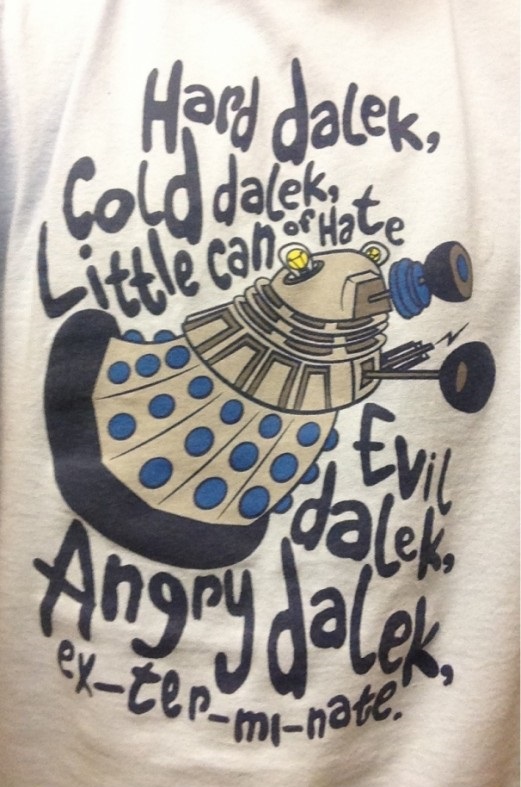 Hard dalek,
Cold dalek,
Little can of Hate
Evil
dalek,
Angry dalek,
ex-ter-mi-nate.